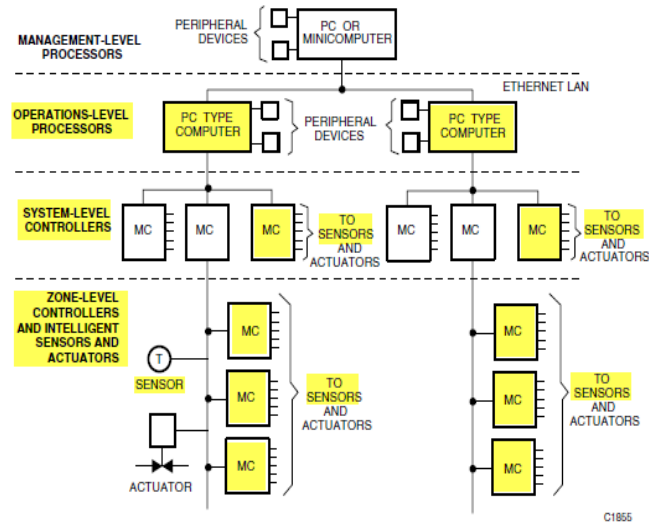 PERIPHERAL
DEVICES
PC OR
MINICOMPUTER
MANAGEMENT-LEVEL
PROCESSORS
ETHERNET LAN
OPERATIONS-LEVEL
PROCESSORS
PC TYPE
COMPUTER
PERIPHERAL
DEVICES
PC TYPE
COMPUTER
SYSTEM-LEVEL
CONTROLLERS
MC
MC
MC
TO
SENSORS
AND
ACTUATORS
MC
MC
MC
TO
SENSORS
AND
ACTUATORS
ZONE-LEVEL
CONTROLLERS
AND INTELLIGENT
SENSORS AND
ACTUATORS
T
SENSOR
ACTUATOR
MC
MC
MC
TO
SENSORS
AND
ACTUATORS
MC
MC
MC
TO
SENSORS
AND
ACTUATORS
C1855